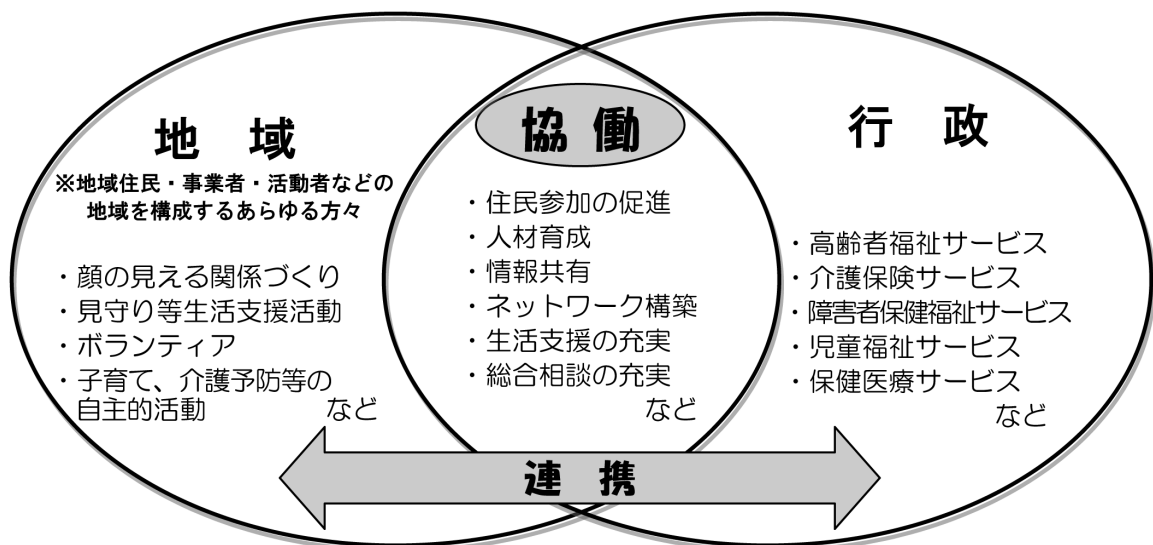 地　域
※地域住民・事業者・活動者などの
地域を構成するあらゆる方々
・顔の見える関係づくり
・見守り等生活支援活動
・ボランティア
・子育て、介護予防等の
自主的活動　など
協働
・住民参加の促進
・人材育成
・情報共有
・ネットワーク構築
・生活支援の充実
・総合相談の充実
など
行　政
・高齢者福祉サービス
・介護保険サービス
・障害者保健福祉サービス
・児童福祉サービス
・保健医療サービス
など
連　携